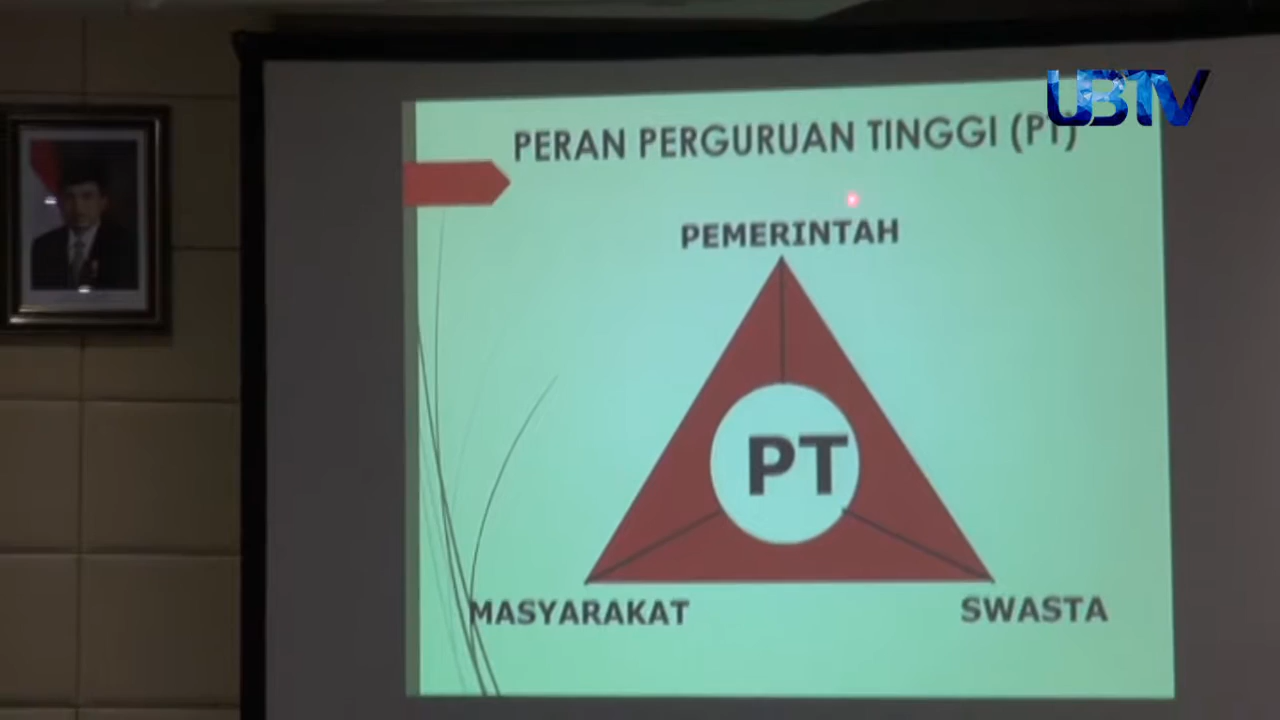 UBTV
PERAN PERGURUAN TINGGI (PT)
PEMERINTAH
PT
MASYARAKAT
SWASTA